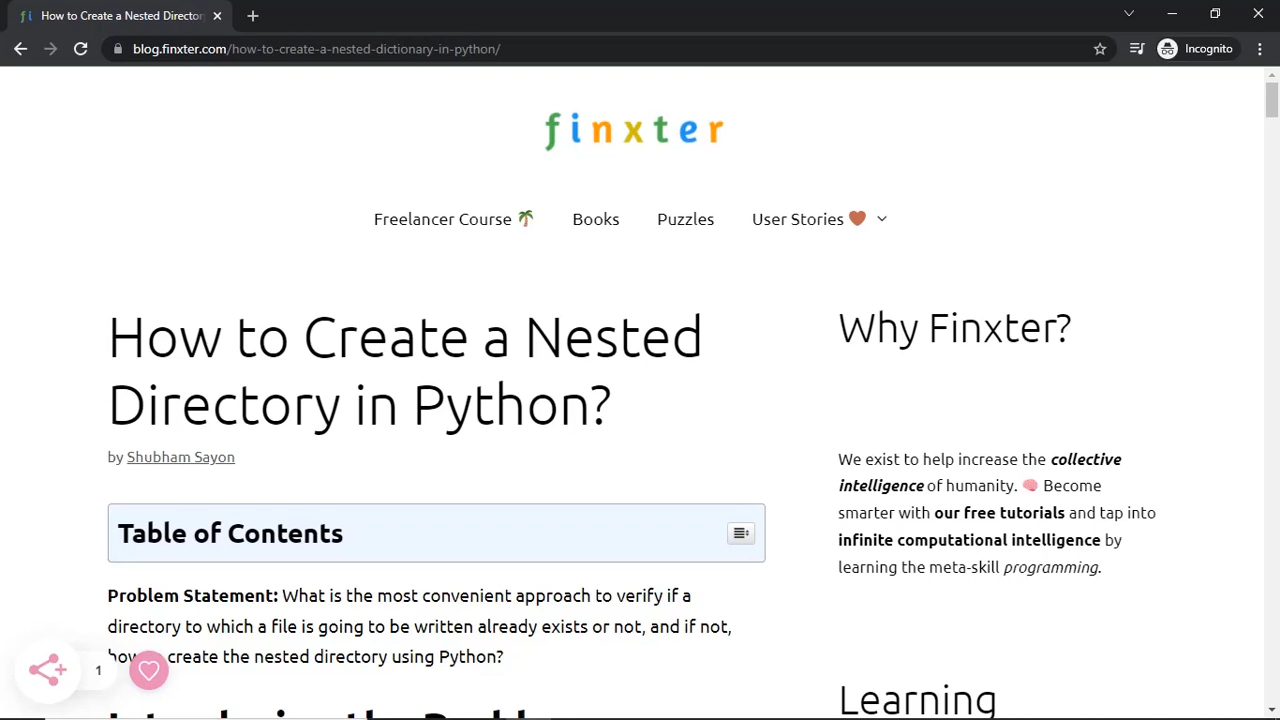 How to Create a Nested Director
blog.finxter.com/how-to-create-a-nested-dictionary-in-python/
Incognito
finxter
Freelancer Course
Books
Puzzles
User Stories
How to Create a Nested
Directory in Python?
by Shubham Sayon
Table of Contents
Problem Statement: What is the most convenient approach to verify if a
directory to which a file is going to be written already exists or not, and if not,
create the nested directory using Python?
1
Why Finxter?
We exist to help increase the collective
intelligence of humanity. 🧠 Become
smarter with our free tutorials and tap into
infinite computational intelligence by
learning the meta-skill programming.
Learning